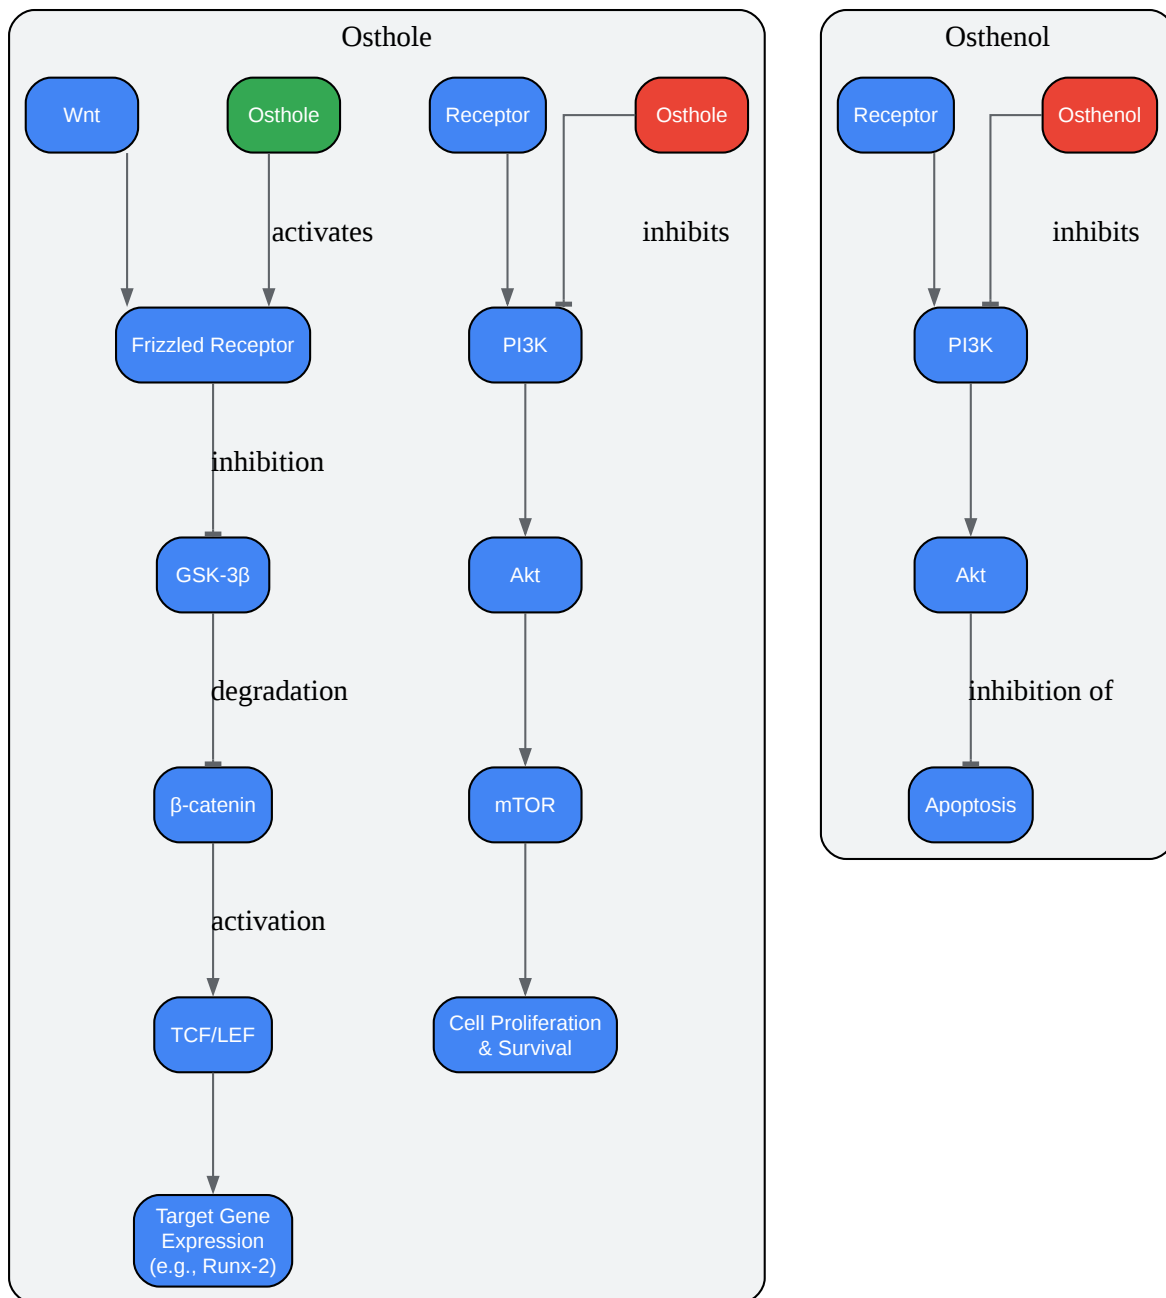 Osthole
Osthenol
Wnt
Osthole
Receptor
Osthole
Receptor
Osthenol
activates
inhibits
inhibits
Frizzled Receptor
PI3K
PI3K
inhibition
GSK-3β
Akt
Akt
degradation
inhibition of
β-catenin
mTOR
Apoptosis
activation
TCF/LEF
Cell Proliferation
& Survival
Target Gene
Expression
(e.g., Runx-2)